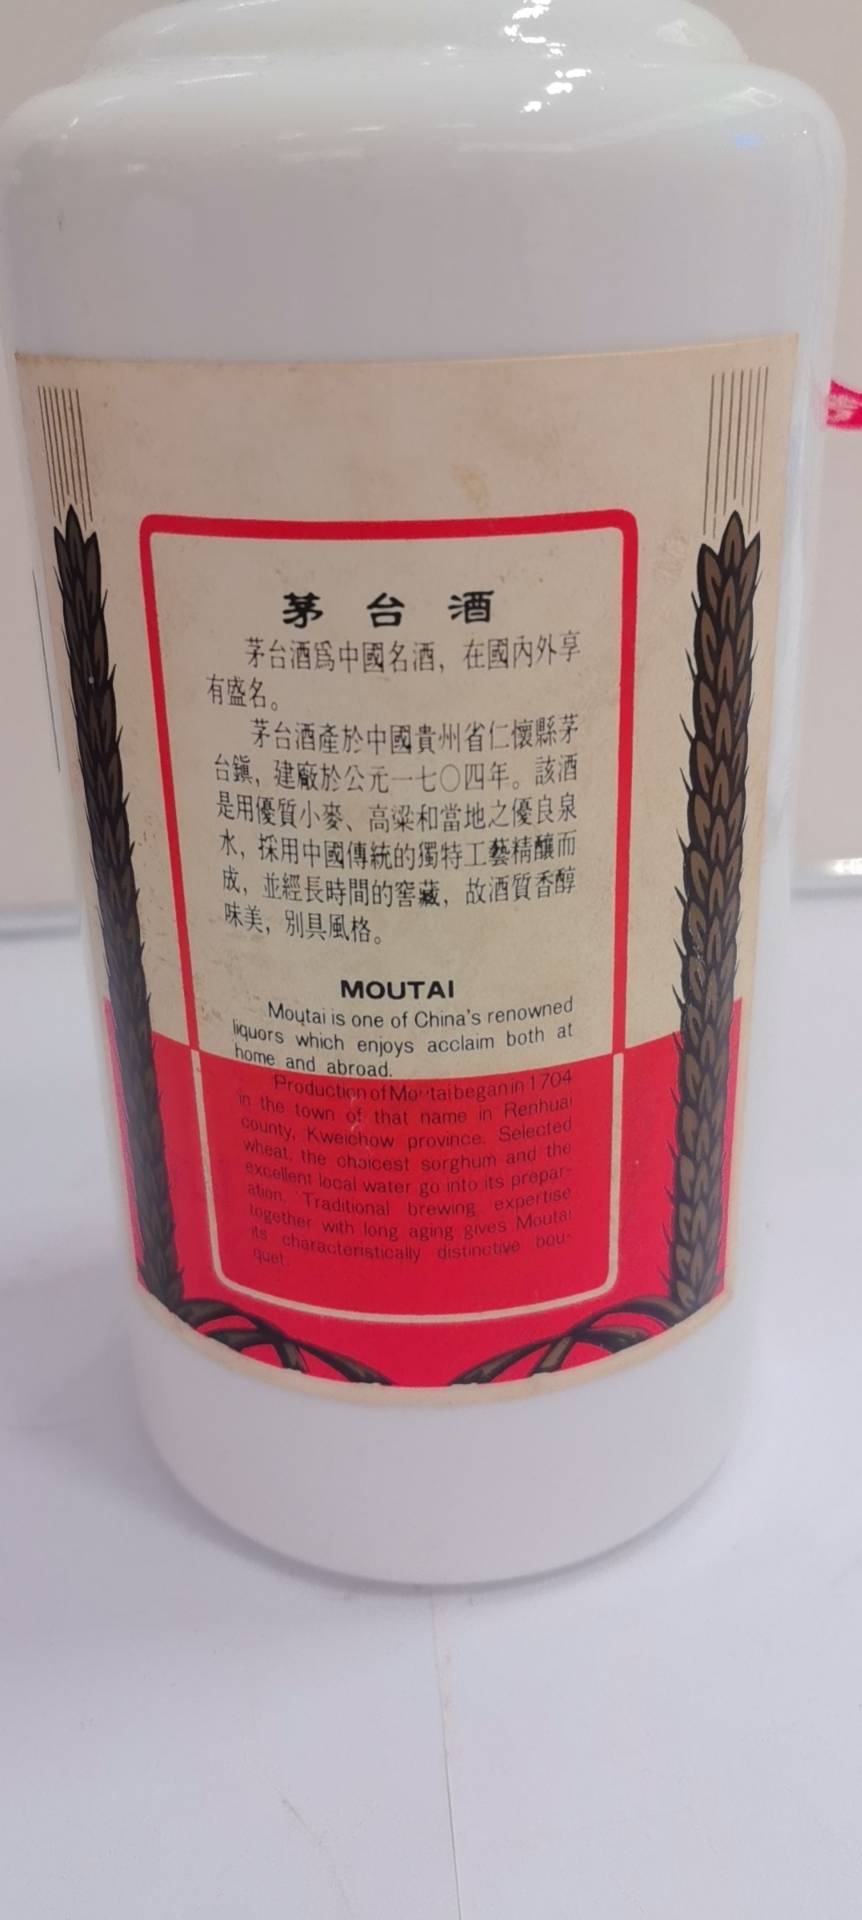 茅台酒
茅台酒爲中國名酒，在國內外享
有盛名。
茅台酒產於中國貴州省仁懷縣茅
台鎭，建廠於公元一七〇四年。該酒
是用優質小麥、高粱和當地之優良泉
水，採用中國傳統的獨特工藝精釀而
成，並經長時間的窖藏，故酒質香醇
味美，別具風格。
MOUTAI
Moutai is one of China's renowned
liquors which enjoys acclaim both at
home and abroad.
Production of Moutai began in 1704
in the town of that name in Renhuai
county, Kweichow province. Selected
wheat, the choicest sorghum and the
excellent local water go into its prepar-
ation. Traditional brewing expertise
together with long aging gives Moutai
its characteristically distinctive bou-
quet.